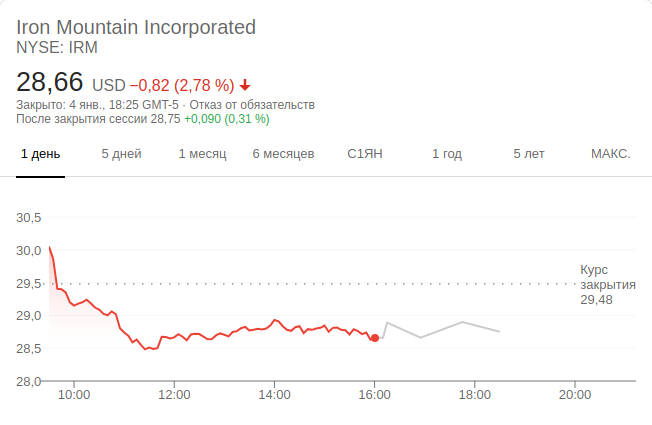 Iron Mountain Incorporated
NYSE: IRM
28,66 USD −0,82 (2,78 %)
Закрыто: 4 янв., 18:25 GMT-5 · Отказ от обязательств
После закрытия сессии 28,75 +0,090 (0,31 %)
1 день 5 дней 1 месяц 6 месяцев С1ЯН 1 год 5 лет МАКС.
30,5
30,0
29,5
29,0
28,5
28,0
Курс
закрытия
29,48
10:00 12:00 14:00 16:00 18:00 20:00